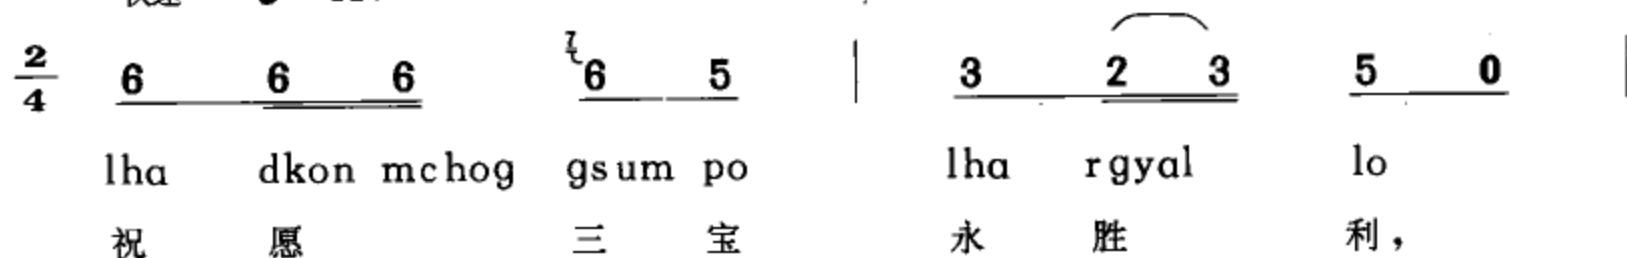 2/4 6 6 6 7 6 5 | 3 2 3 5 0 |
lha dkon mchog gsum po lha rgyal lo
祝 愿 三 宝 永 胜 利，